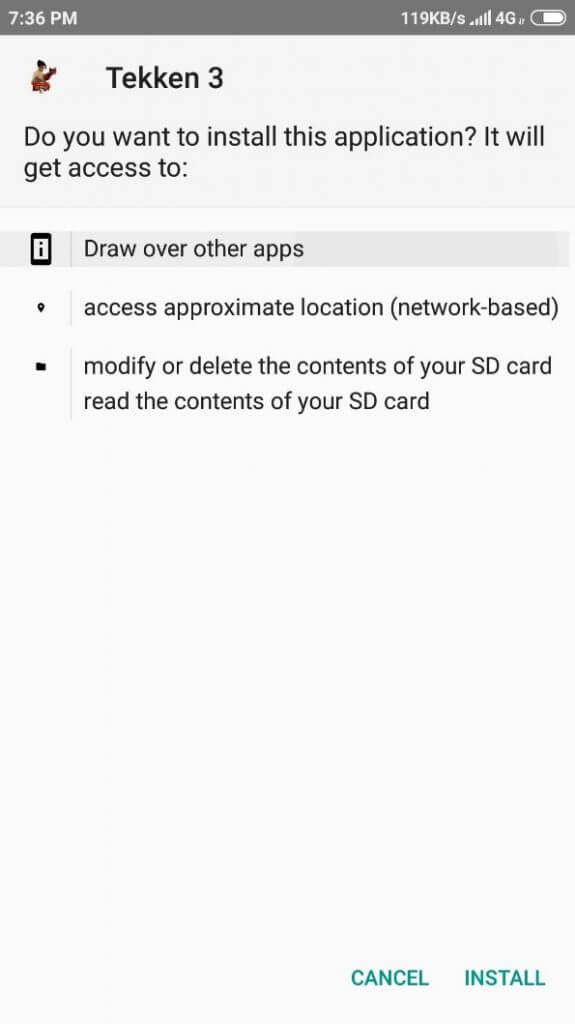 7:36 PM 119KB/s 4G
Tekken 3
Do you want to install this application? It will
get access to:
Draw over other apps
access approximate location (network-based)
modify or delete the contents of your SD card
read the contents of your SD card
CANCEL INSTALL